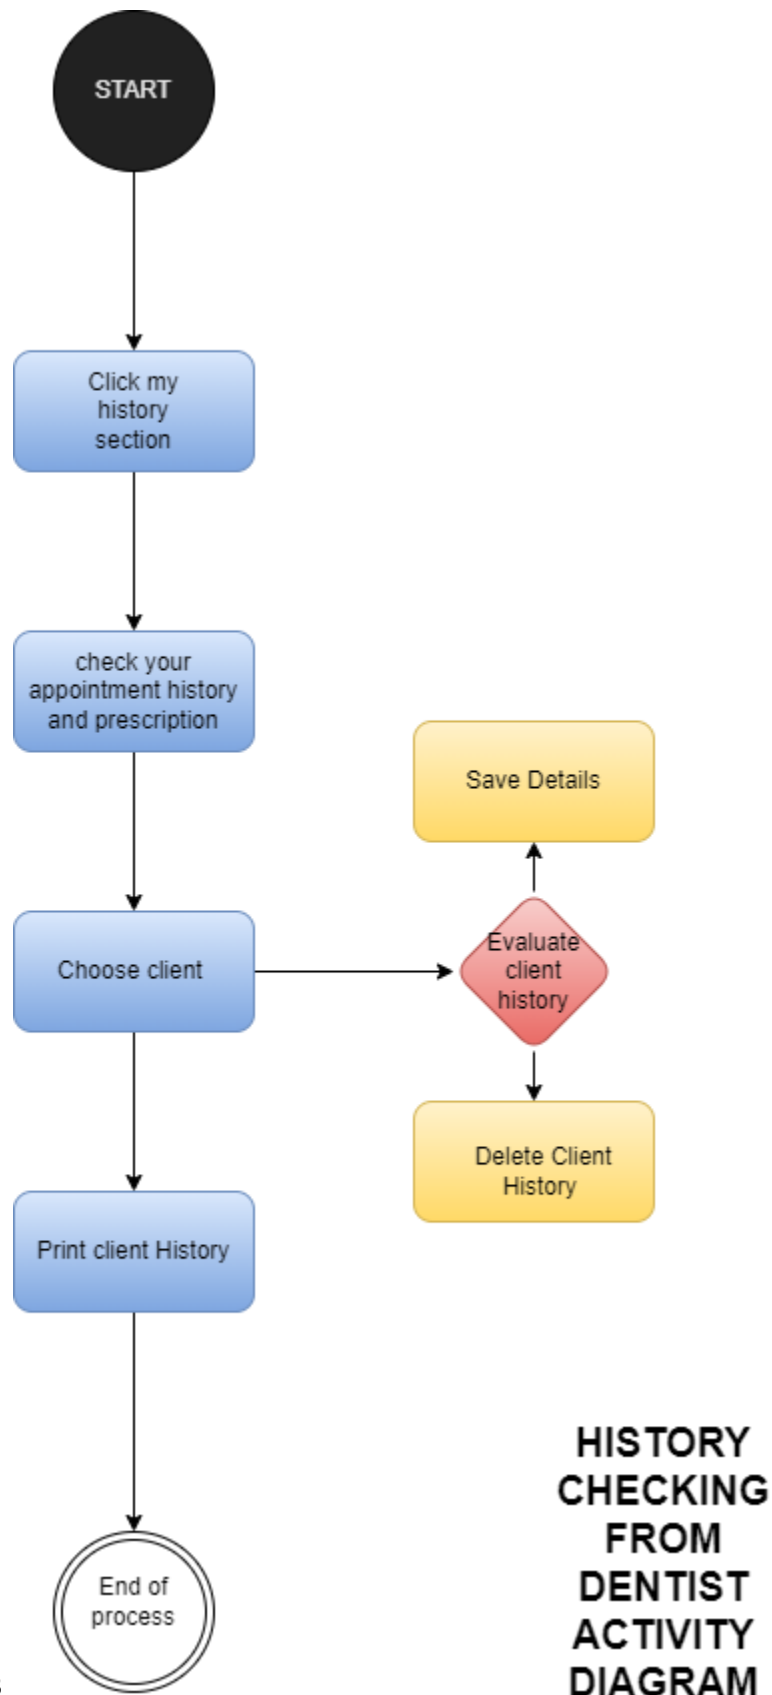 START
Click my
history
section
check your
appointment history
and prescription
Save Details
Choose client
Evaluate
client
history
Delete Client
History
Print client History
End of
process
HISTORY
CHECKING
FROM
DENTIST
ACTIVITY
DIAGRAM